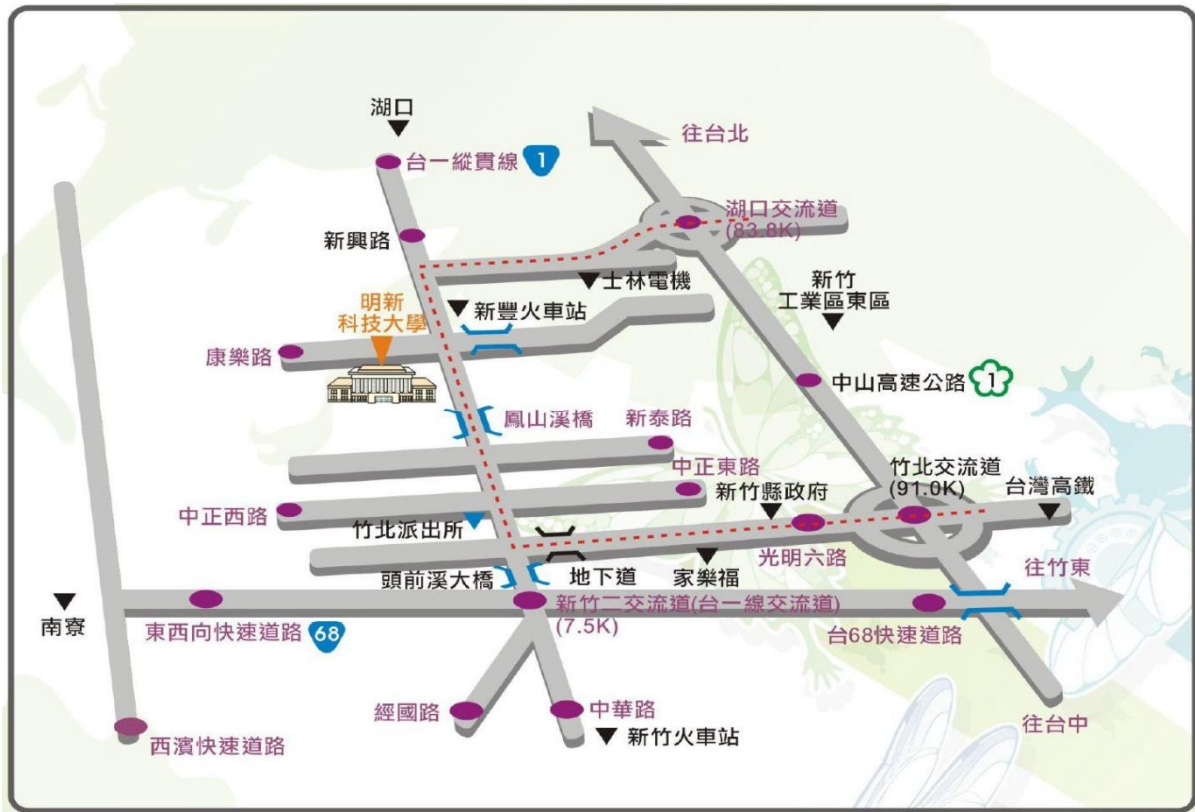 湖口
往台北
台一縱貫線 1
湖口交流道
(83.8K)
新興路
士林電機
新竹
工業區東區
明新
科技大學
新豐火車站
康樂路
中山高速公路 1
鳳山溪橋
新泰路
中正東路
竹北交流道
(91.0K)
新竹縣政府
台灣高鐵
中正西路
竹北派出所
光明六路
頭前溪大橋
地下道
家樂福
往竹東
南寮
東西向快速道路 68
新竹二交流道(台一線交流道)
(7.5K)
台68快速道路
經國路
中華路
往台中
西濱快速道路
新竹火車站